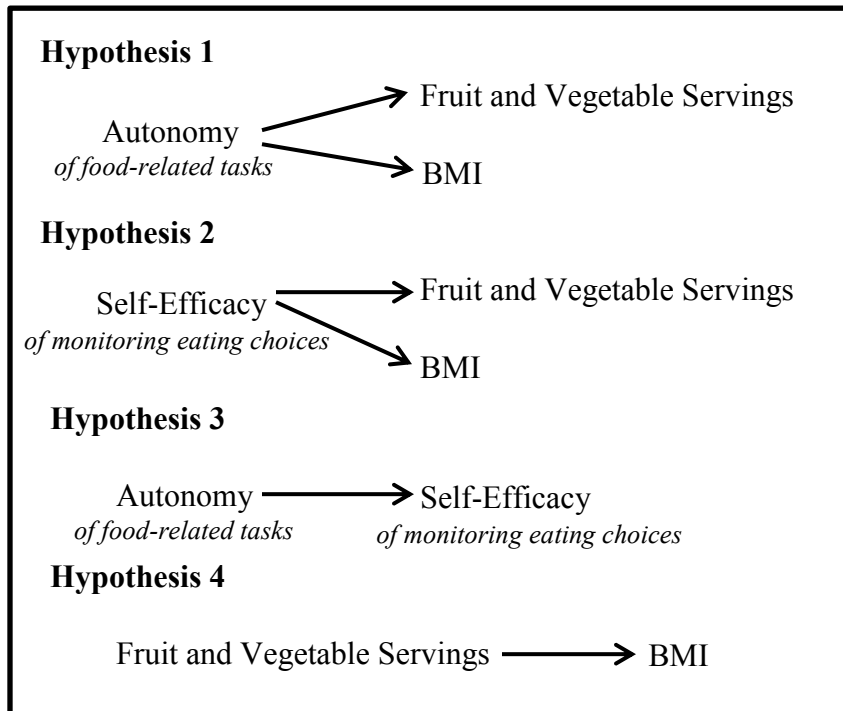 Hypothesis 1
Fruit and Vegetable Servings
Autonomy
of food-related tasks
BMI
Hypothesis 2
Fruit and Vegetable Servings
Self-Efficacy
of monitoring eating choices
BMI
Hypothesis 3
Autonomy
of food-related tasks
Self-Efficacy
of monitoring eating choices
Hypothesis 4
Fruit and Vegetable Servings
BMI